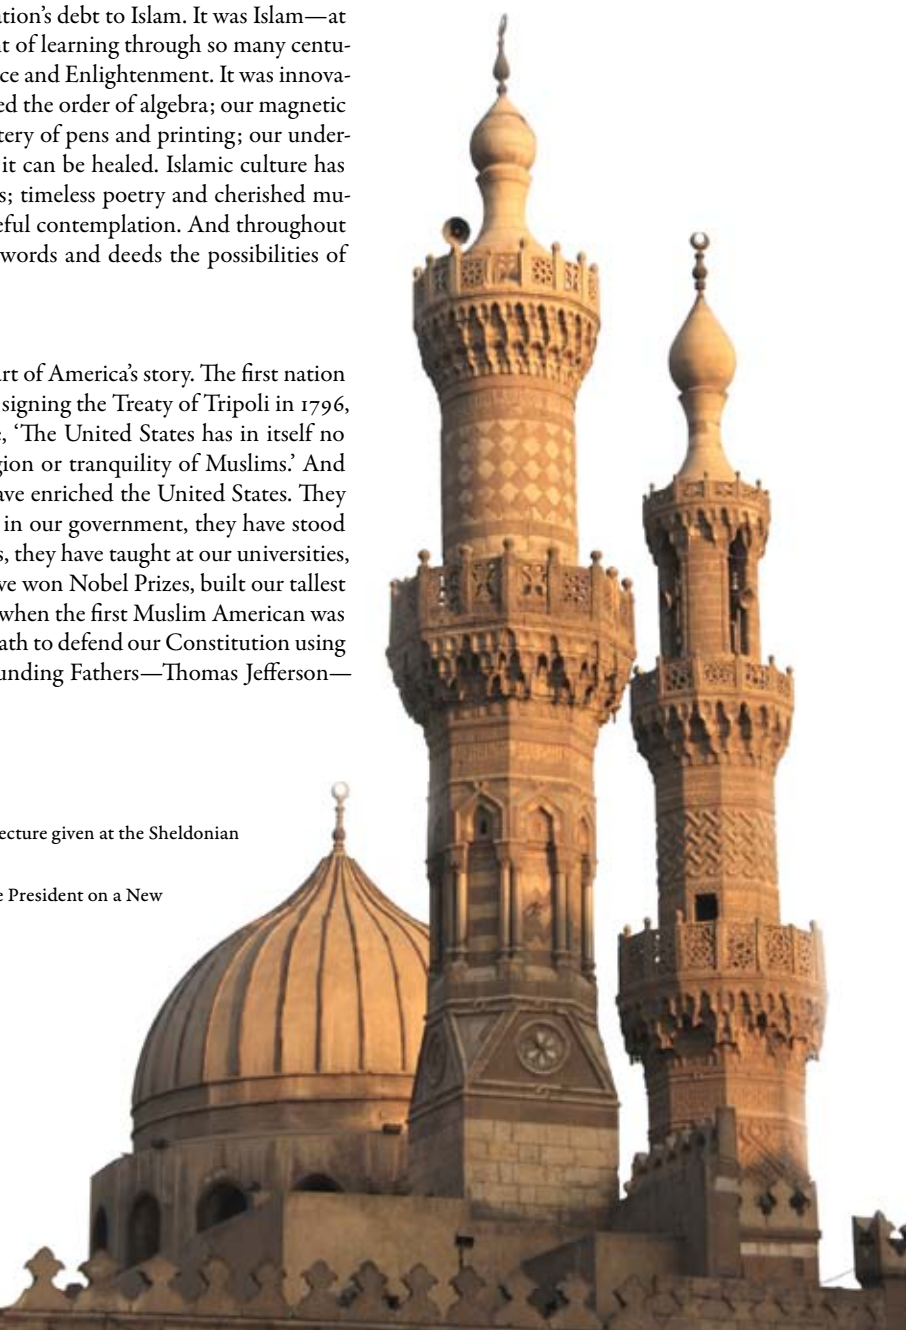 ation’s debt to Islam. It was Islam—at
t of learning through so many centu-
ce and Enlightenment. It was innova-
ed the order of algebra; our magnetic
tery of pens and printing; our under-
it can be healed. Islamic culture has
s; timeless poetry and cherished mu-
eful contemplation. And throughout
words and deeds the possibilities of
rt of America’s story. The first nation
signing the Treaty of Tripoli in 1796,
, ‘The United States has in itself no
gion or tranquility of Muslims.’ And
ave enriched the United States. They
in our government, they have stood
s, they have taught at our universities,
ve won Nobel Prizes, built our tallest
when the first Muslim American was
ath to defend our Constitution using
unding Fathers—Thomas Jefferson—
ecture given at the Sheldonian
e President on a New